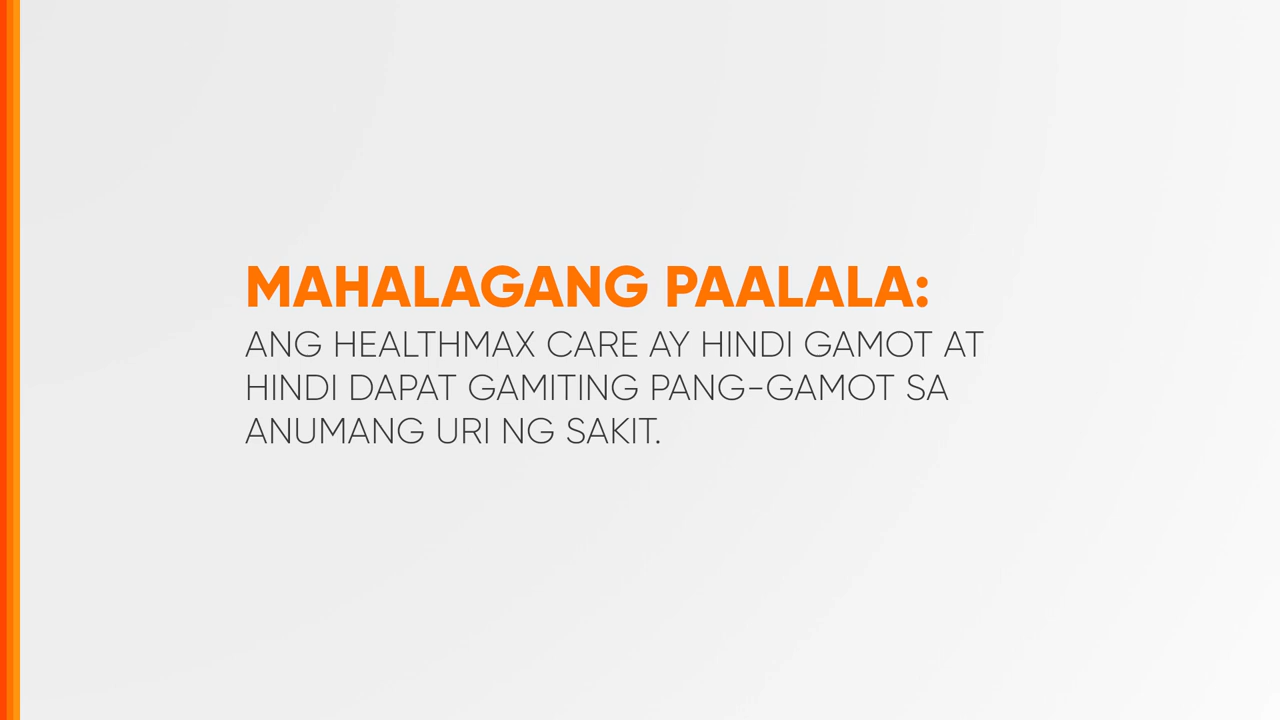 MAHALAGANG PAALALA:
ANG HEALTHMAX CARE AY HINDI GAMOT AT
HINDI DAPAT GAMITING PANG-GAMOT SA
ANUMANG URI NG SAKIT.